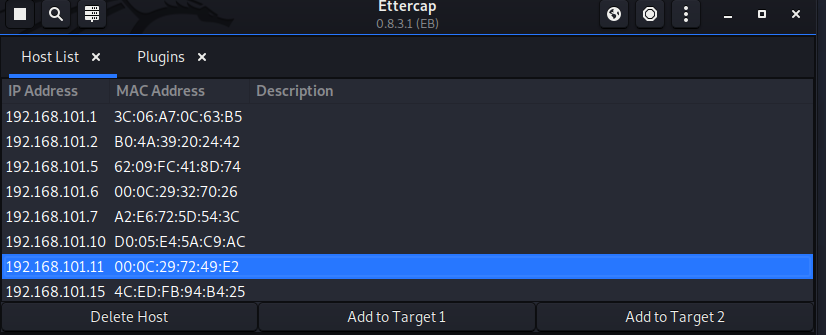 Ettercap
0.8.3.1 (EB)
Host List × Plugins ×
IP Address MAC Address Description
192.168.101.1 3C:06:A7:0C:63:B5
192.168.101.2 B0:4A:39:20:24:42
192.168.101.5 62:09:FC:41:8D:74
192.168.101.6 00:0C:29:32:70:26
192.168.101.7 A2:E6:72:5D:54:3C
192.168.101.10 D0:05:E4:5A:C9:AC
192.168.101.11 00:0C:29:72:49:E2
192.168.101.15 4C:ED:FB:94:B4:25
Delete Host Add to Target 1 Add to Target 2